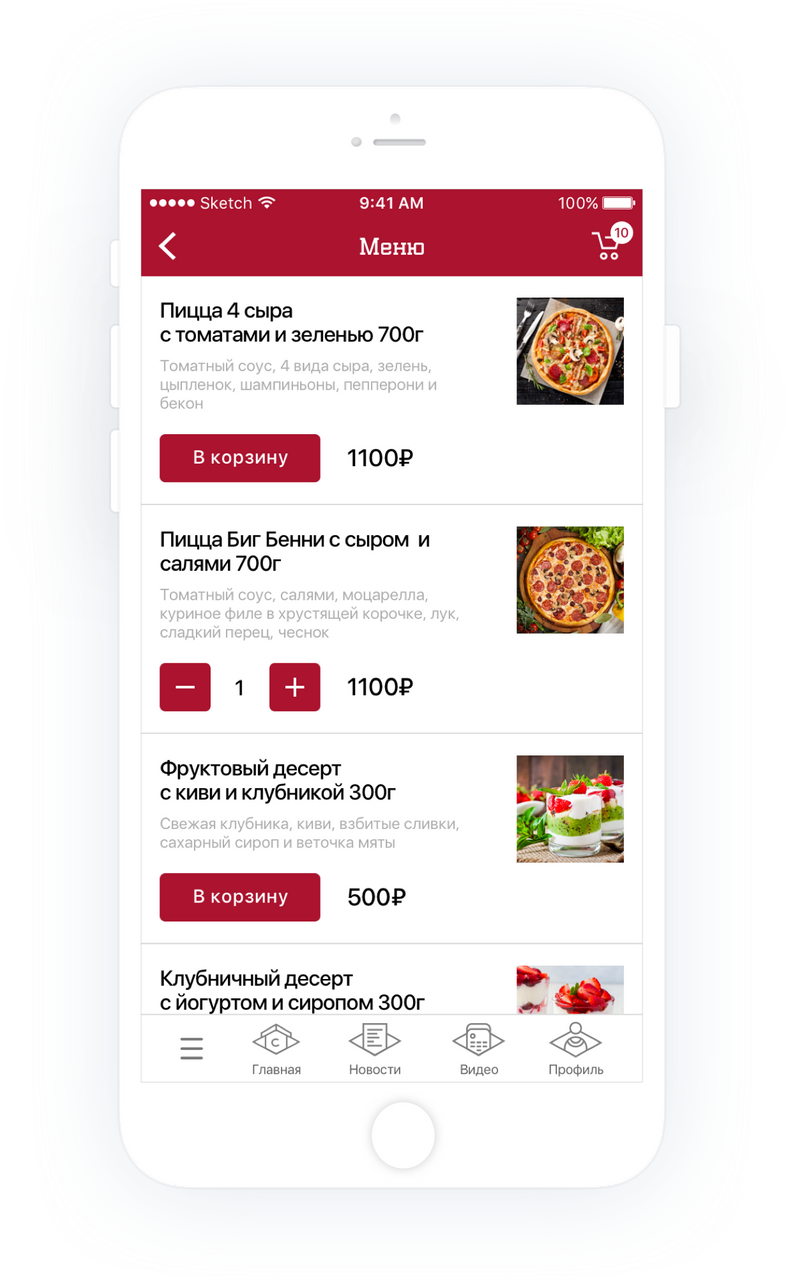 Sketch 9:41 AM 100%
Меню 10
Пицца 4 сыра
с томатами и зеленью 700г
Томатный соус, 4 вида сыра, зелень,
цыпленок, шампиньоны, пепперони и
бекон
В корзину 1100₽
Пицца Биг Бенни с сыром и
салями 700г
Томатный соус, салями, моцарелла,
куриное филе в хрустящей корочке, лук,
сладкий перец, чеснок
1 1100₽
Фруктовый десерт
с киви и клубникой 300г
Свежая клубника, киви, взбитые сливки,
сахарный сироп и веточка мяты
В корзину 500₽
Клубничный десерт
с йогуртом и сиропом 300г
Главная Новости Видео Профиль